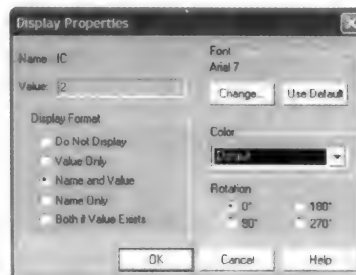 Display Properties
Name: IC
Value: 2
Font
Arial 7
Change... Use Default
Display Format
Do Not Display
Value Only
Name and Value
Name Only
Both if Value Exists
Color
Default
Rotation
0° 180°
90° 270°
OK Cancel Help